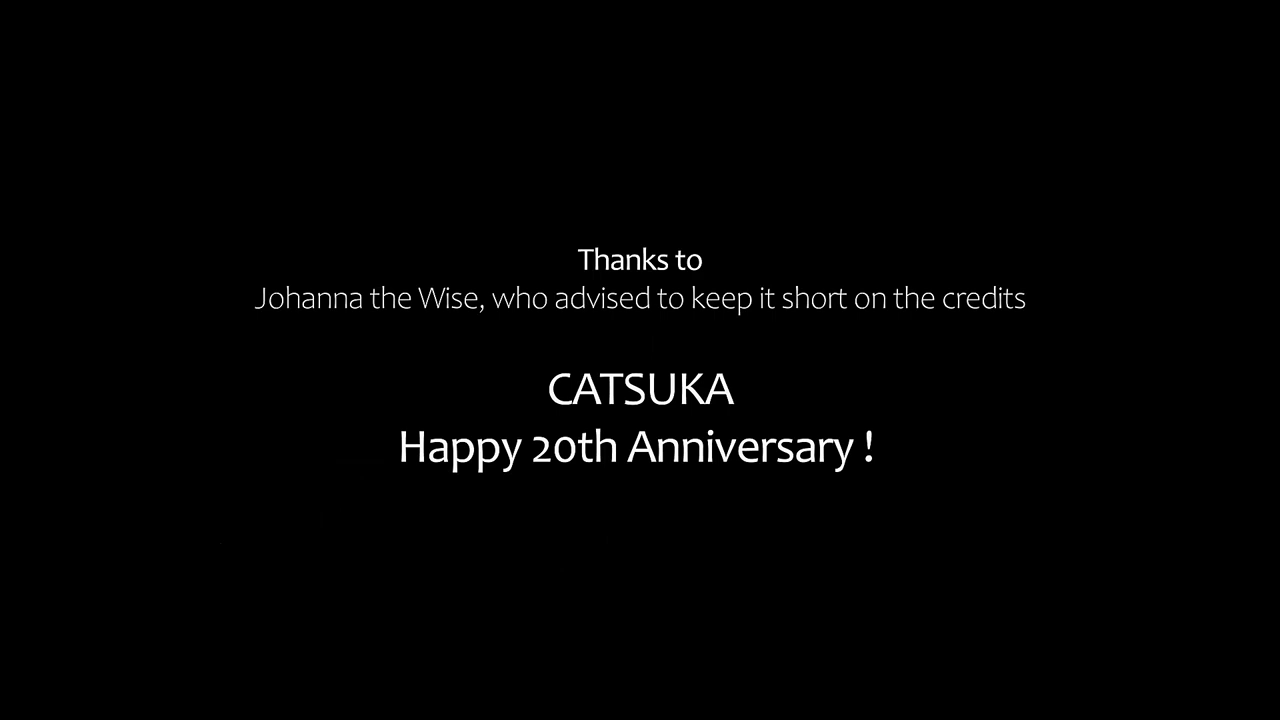 Thanks to
Johanna the Wise, who advised to keep it short on the credits
CATSUKA
Happy 20th Anniversary !